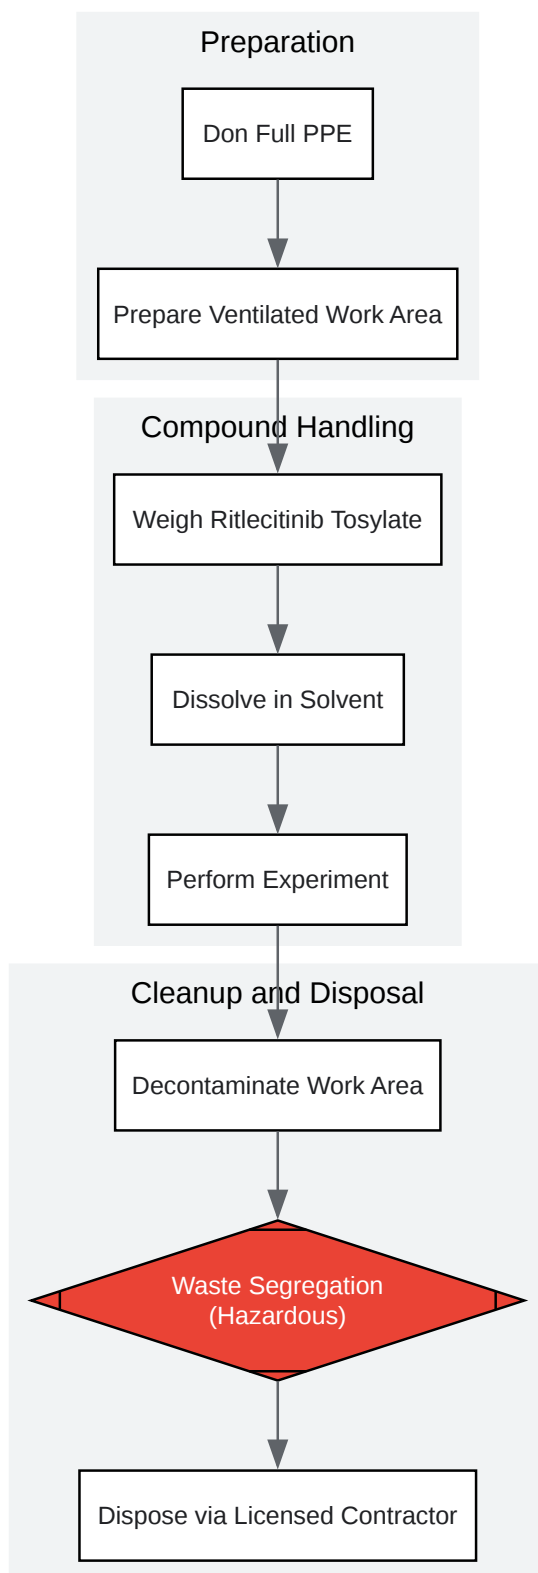 Preparation
Don Full PPE
Prepare Ventilated Work Area
Compound Handling
Weigh Ritlecitinib Tosylate
Dissolve in Solvent
Perform Experiment
Cleanup and Disposal
Decontaminate Work Area
Waste Segregation
(Hazardous)
Dispose via Licensed Contractor